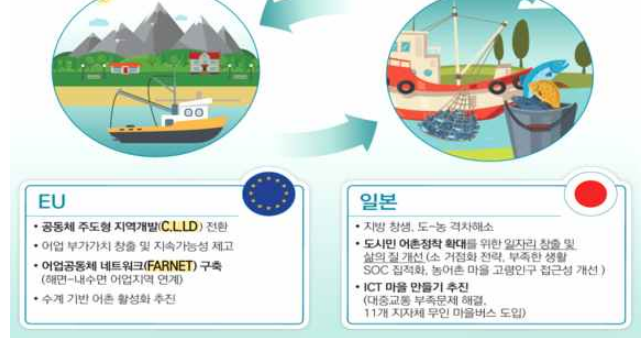 EU
• 공동체 주도형 지역개발(C.L.LD) 전환
• 어업 부가가치 창출 및 지속가능성 제고
• 어업공동체 네트워크(FARNET) 구축
(해면-내수면 어업지역 연계)
• 수계 기반 어촌 활성화 추진
일본
• 지방 창생, 도-농 격차해소
• 도시민 어촌정착 확대를 위한 일자리 창출 및
삶의 질 개선 (소 거점화 전략, 부족한 생활
SOC 집적화, 농어촌 마을 고령인구 접근성 개선 )
• ICT 마을 만들기 추진
(대중교통 부족문제 해결,
11개 지자체 무인 마을버스 도입)